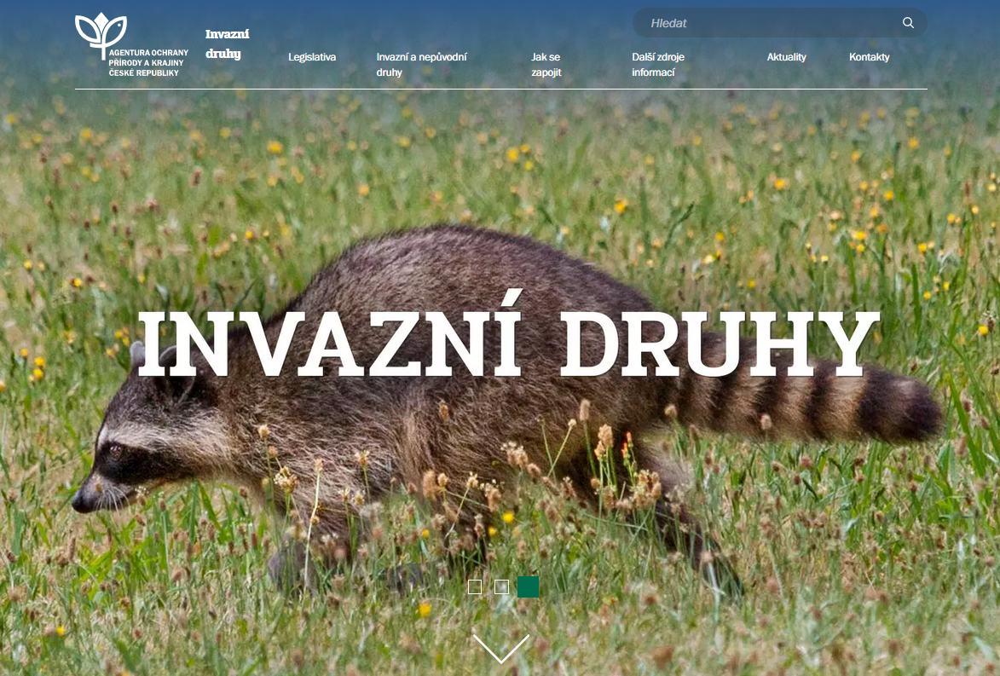 AGENTURA OCHRANY
PŘÍRODY A KRAJINY
ČESKÉ REPUBLIKY
Invazní
druhy
Hledat
Legislativa
Invazní a nepůvodní
druhy
Jak se
zapojit
Další zdroje
informací
Aktuality
Kontakty
INVAZNÍ DRUHY